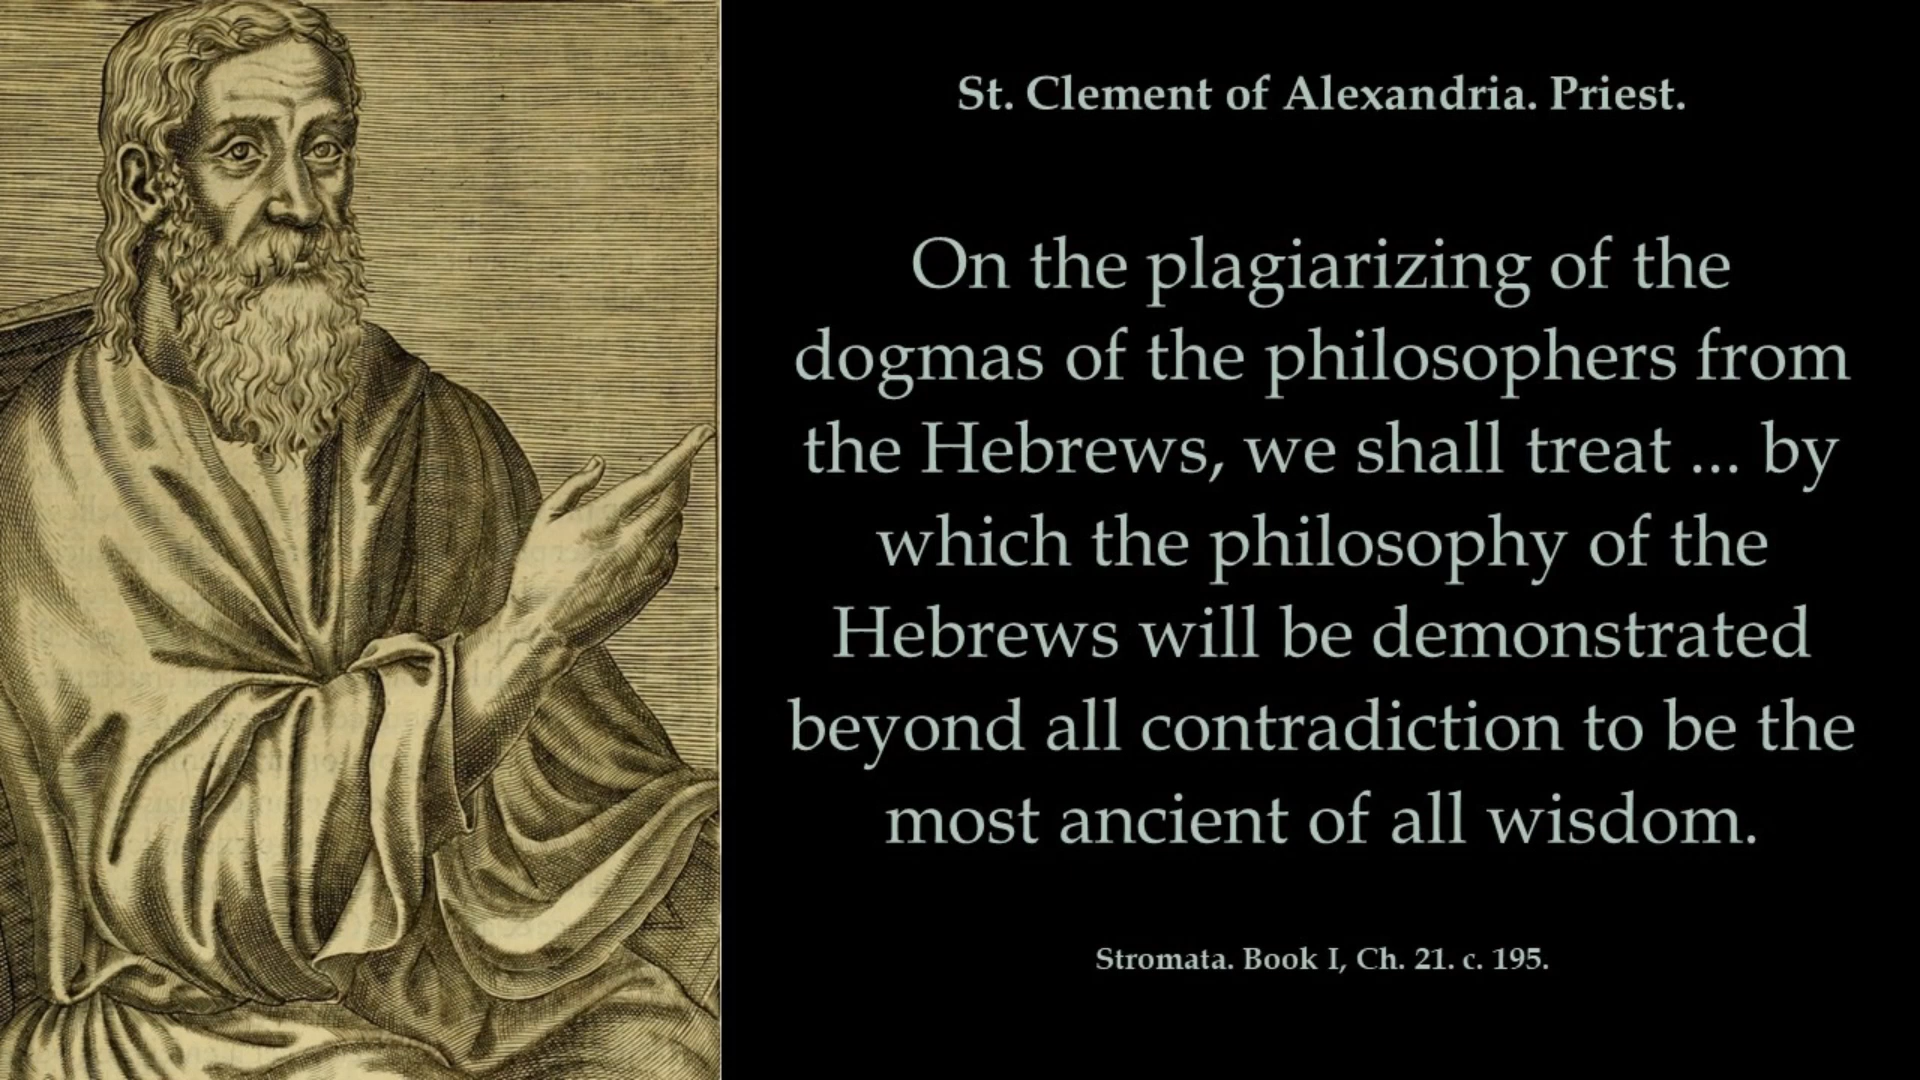 St. Clement of Alexandria. Priest.
On the plagiarizing of the
dogmas of the philosophers from
the Hebrews, we shall treat ... by
which the philosophy of the
Hebrews will be demonstrated
beyond all contradiction to be the
most ancient of all wisdom.
Stromata. Book I, Ch. 21. c. 195.